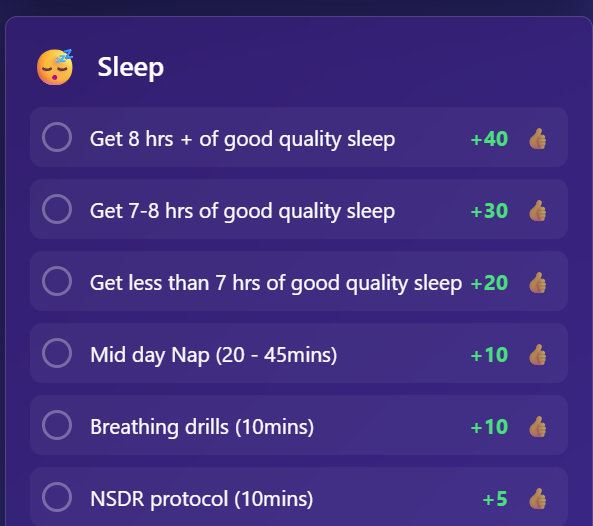 Sleep
Get 8 hrs + of good quality sleep +40
Get 7-8 hrs of good quality sleep +30
Get less than 7 hrs of good quality sleep +20
Mid day Nap (20 - 45mins) +10
Breathing drills (10mins) +10
NSDR protocol (10mins) +5